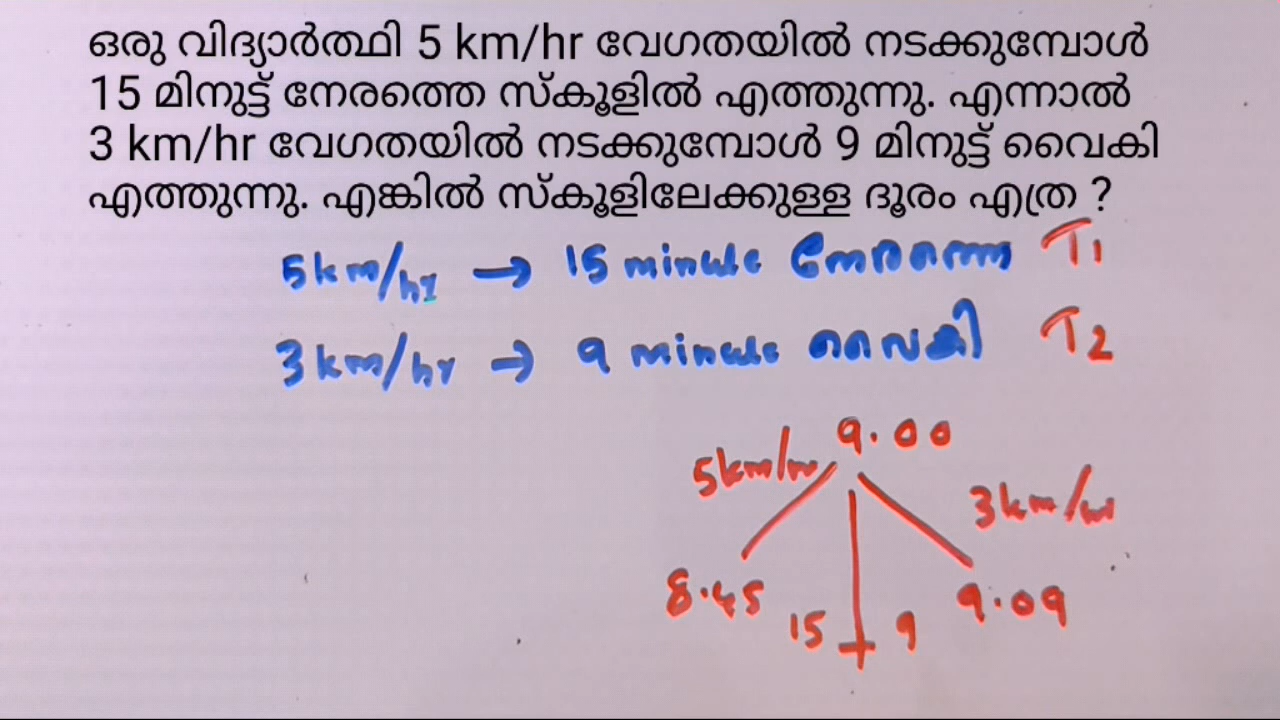 ഒരു വിദ്യാർത്ഥി 5 km/hr വേഗതയിൽ നടക്കുമ്പോൾ
15 മിനുട്ട് നേരത്തെ സ്കൂളിൽ എത്തുന്നു. എന്നാൽ
3 km/hr വേഗതയിൽ നടക്കുമ്പോൾ 9 മിനുട്ട് വൈകി
എത്തുന്നു. എങ്കിൽ സ്കൂളിലേക്കുള്ള ദൂരം എത്ര ?
5km/hr → 15 minute നേരത്തെ T1
3km/hr → 9 minute വൈകി T2
9.00
5km/hr 3km/hr
8.45 9.09
15 9